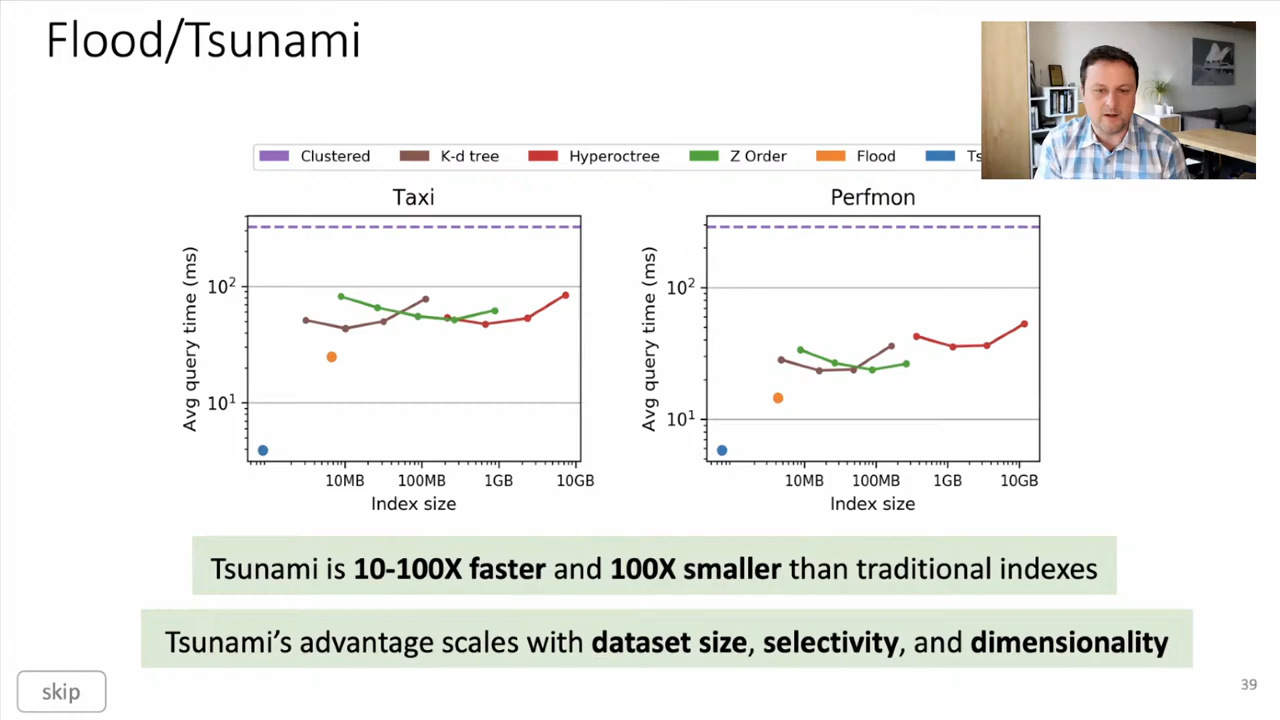 Flood/Tsunami
Clustered K-d tree Hyperoctree Z Order Flood Ts
Taxi
Avg query time (ms)
10²
10¹
10MB 100MB 1GB 10GB
Index size
Perfmon
Avg query time (ms)
10²
10¹
10MB 100MB 1GB 10GB
Index size
Tsunami is 10-100X faster and 100X smaller than traditional indexes
Tsunami’s advantage scales with dataset size, selectivity, and dimensionality
skip
39